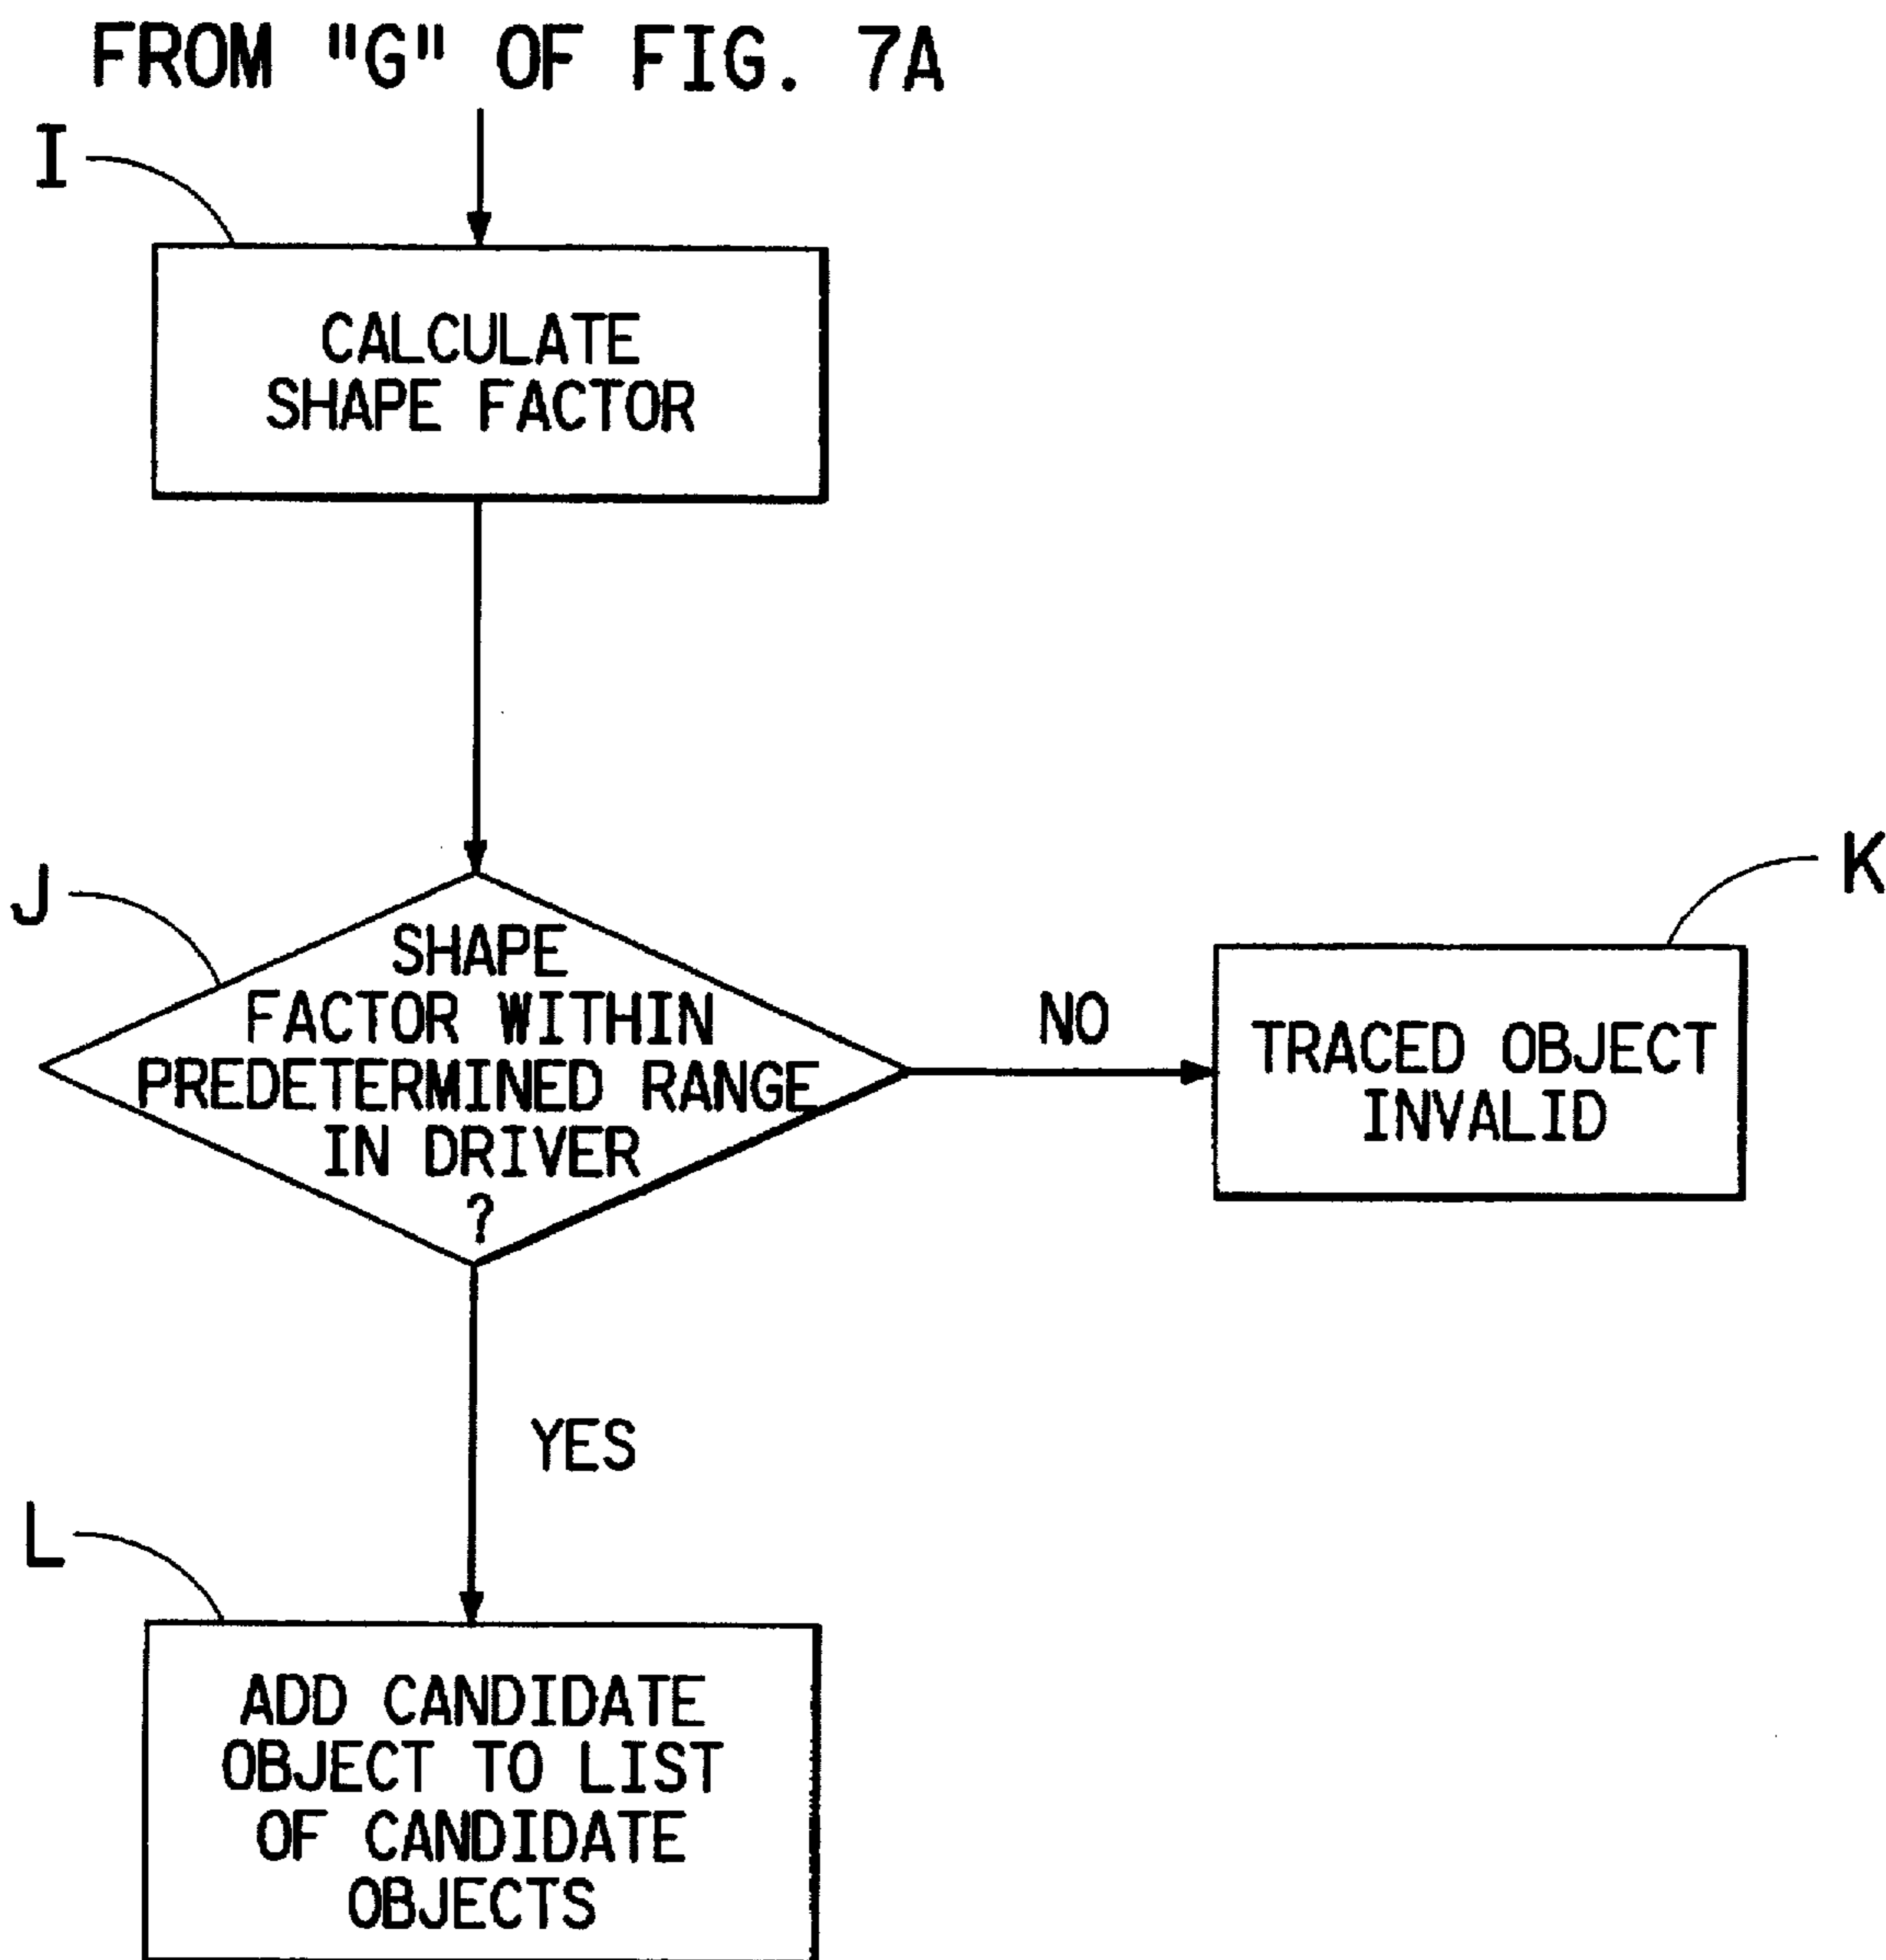 FROM "G" OF FIG. 7A
I
CALCULATE
SHAPE FACTOR
J
SHAPE
FACTOR WITHIN
PREDETERMINED RANGE
IN DRIVER
?
NO
K
TRACED OBJECT
INVALID
YES
L
ADD CANDIDATE
OBJECT TO LIST
OF CANDIDATE
OBJECTS